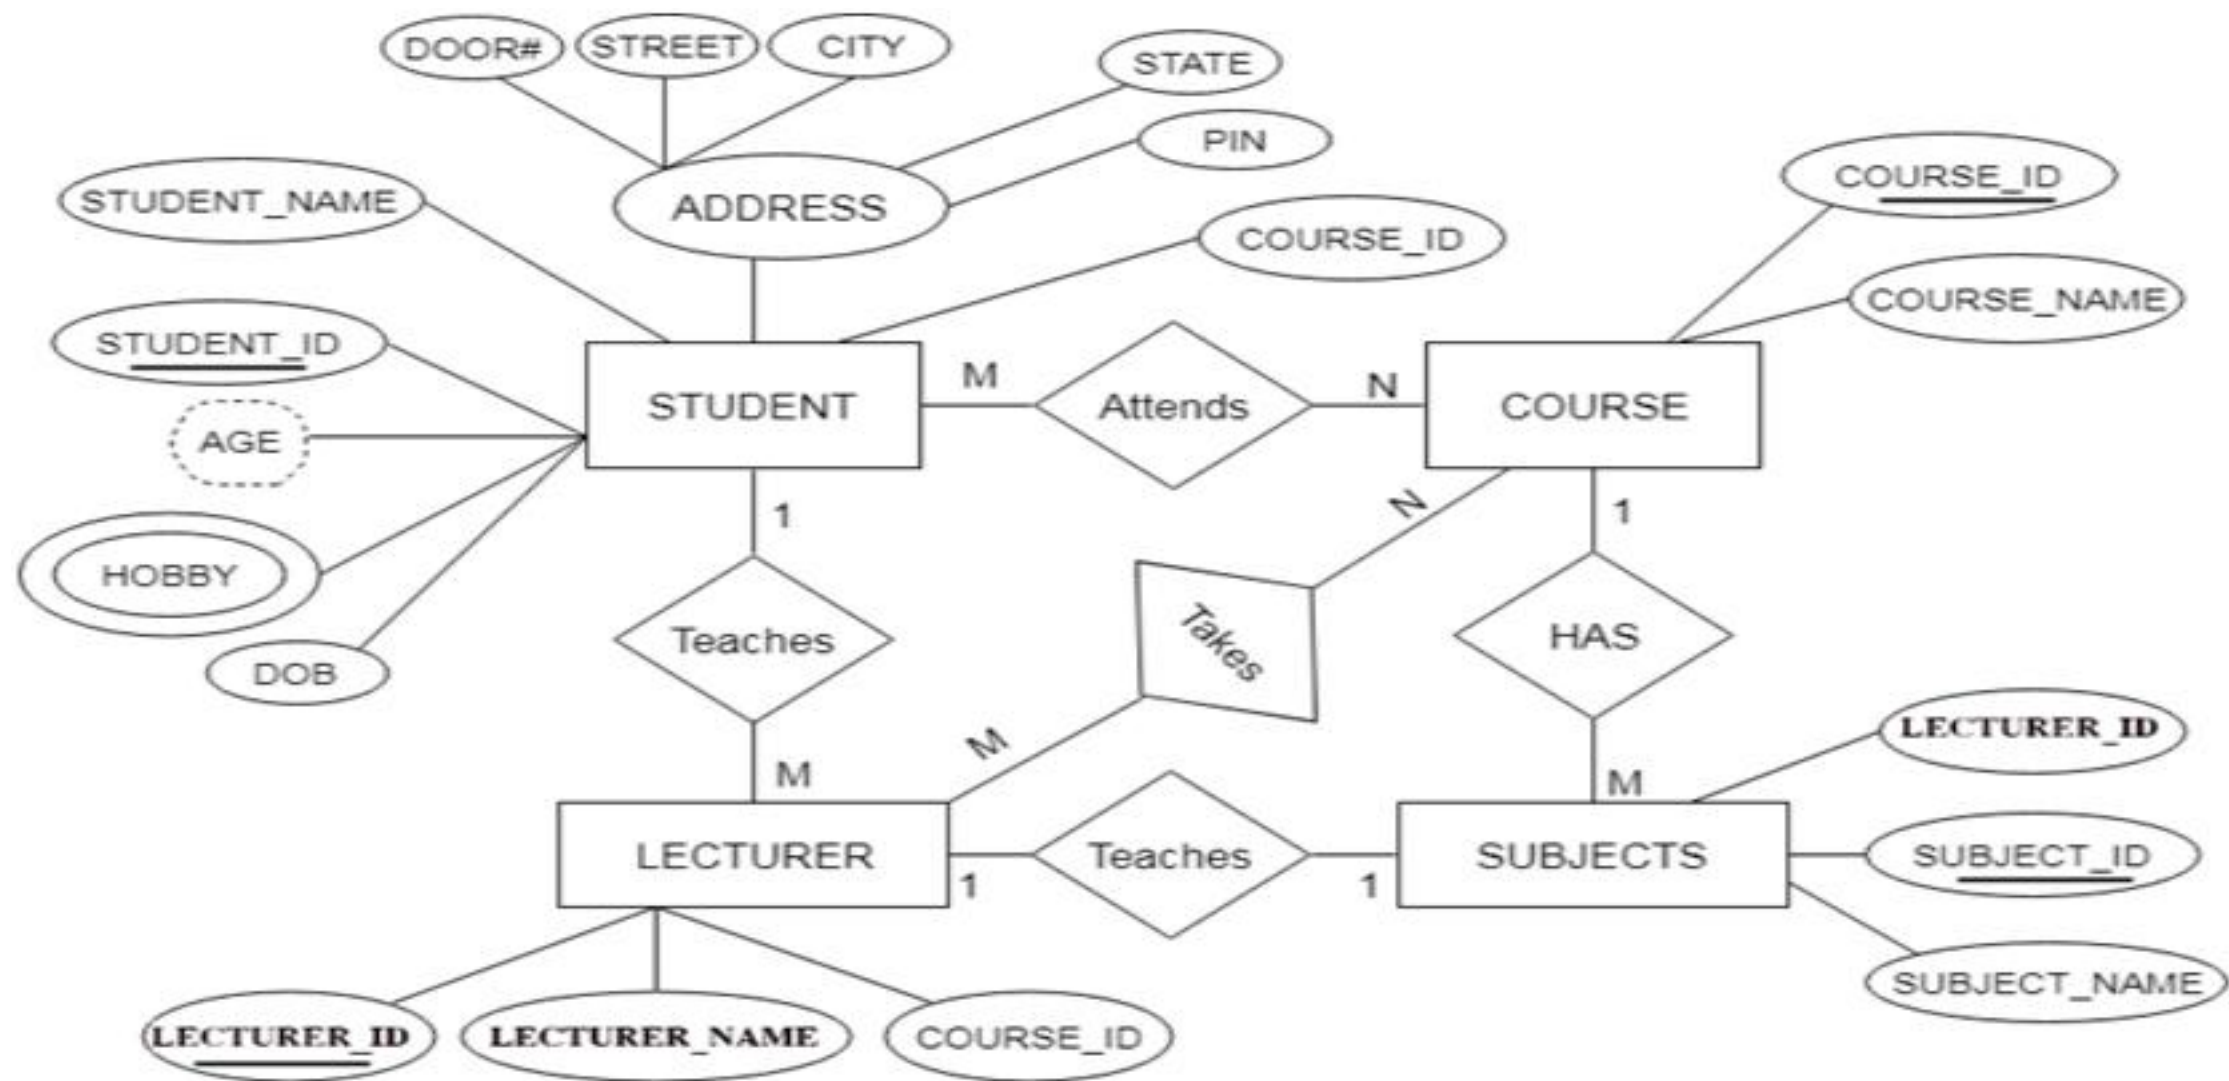 DOOR#
STREET
CITY
STATE
PIN
STUDENT_NAME
ADDRESS
COURSE_ID
COURSE_ID
COURSE_NAME
STUDENT_ID
AGE
HOBBY
DOB
STUDENT
M
Attends
N
COURSE
1
N
1
Teaches
Takes
HAS
M
M
M
LECTURER_ID
LECTURER
1
Teaches
1
SUBJECTS
SUBJECT_ID
SUBJECT_NAME
LECTURER_ID
LECTURER_NAME
COURSE_ID